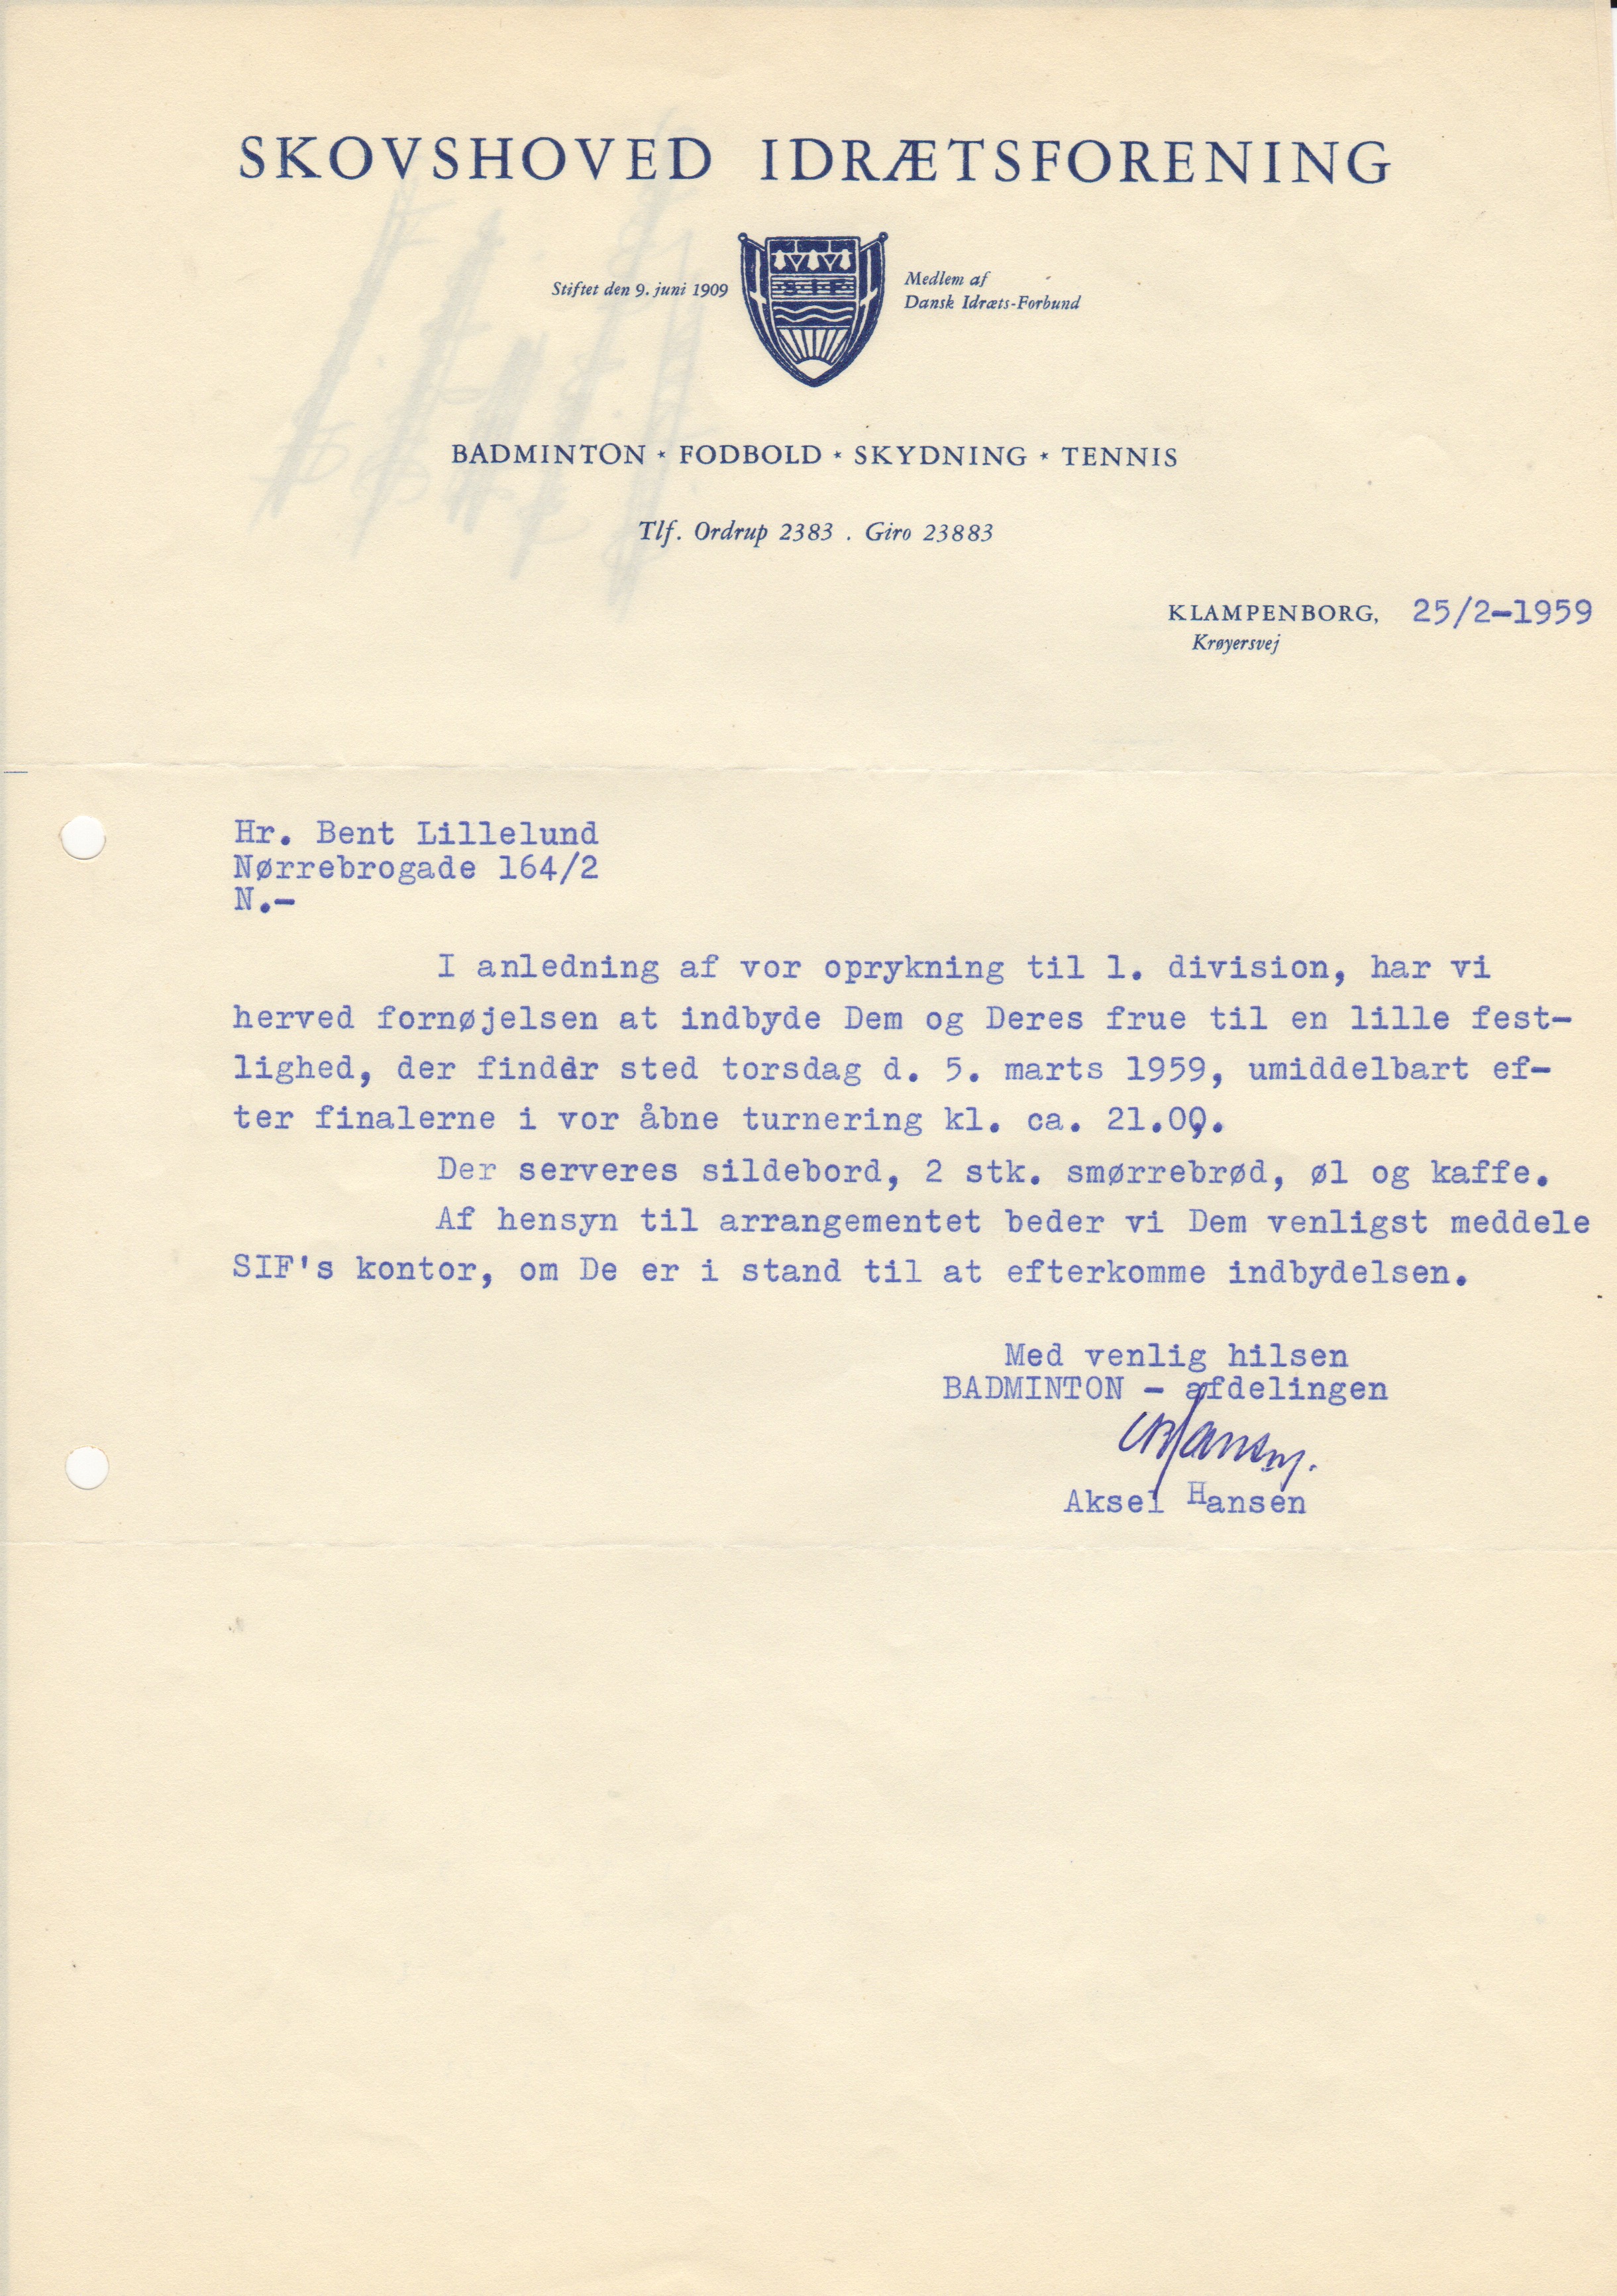 SKOVSHOVED IDRÆTSFORENING
Stiftet den 9. juni 1909
S·I·F
Medlem af
Dansk Idræts-Forbund
BADMINTON * FODBOLD * SKYDNING * TENNIS
Tlf. Ordrup 2383 . Giro 23883
KLAMPENBORG, 25/2-1959
Krøyersvej
Hr. Bent Lillelund
Nørrebrogade 164/2
N.-
I anledning af vor oprykning til 1. division, har vi
herved fornøjelsen at indbyde Dem og Deres frue til en lille fest-
lighed, der finder sted torsdag d. 5. marts 1959, umiddelbart ef-
ter finalerne i vor åbne turnering kl. ca. 21.00.
Der serveres sildebord, 2 stk. smørrebrød, øl og kaffe.
Af hensyn til arrangementet beder vi Dem venligst meddele
SIF's kontor, om De er i stand til at efterkomme indbydelsen.
Med venlig hilsen
BADMINTON - afdelingen
Aksel Hansen